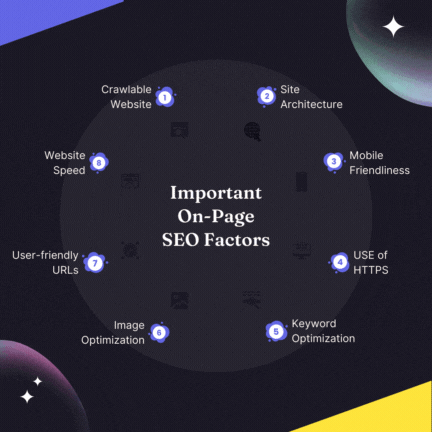 Important
On-Page
SEO Factors
1
Crawlable
Website
2
Site
Architecture
3
Mobile
Friendliness
4
USE of
HTTPS
5
Keyword
Optimization
6
Image
Optimization
7
User-friendly
URLs
8
Website
Speed